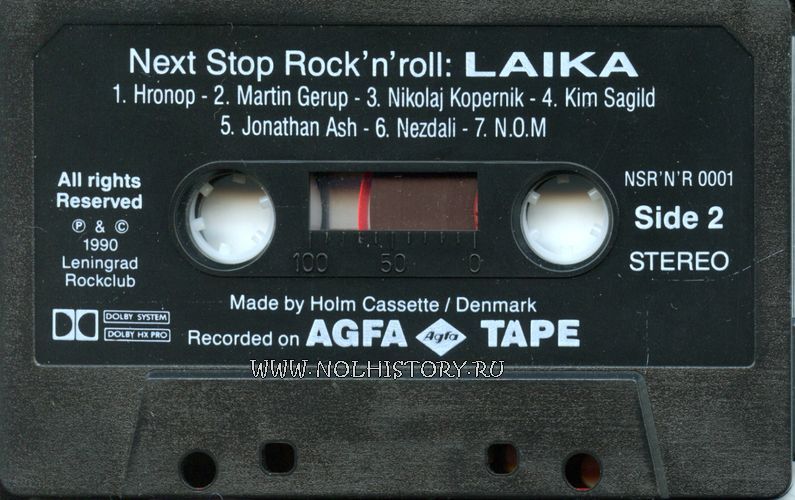 Next Stop Rock'n'roll: LAIKA
1. Hronop - 2. Martin Gerup - 3. Nikolaj Kopernik - 4. Kim Sagild
5. Jonathan Ash - 6. Nezdali - 7. N.O.M
All rights
Reserved
Ⓟ & ©
1990
Leningrad
Rockclub
NSR'N'R 0001
Side 2
STEREO
100 50 0
Made by Holm Cassette / Denmark
DOLBY SYSTEM
DOLBY HX PRO
Recorded on AGFA Agfa TAPE
WWW.NOLHISTORY.RU